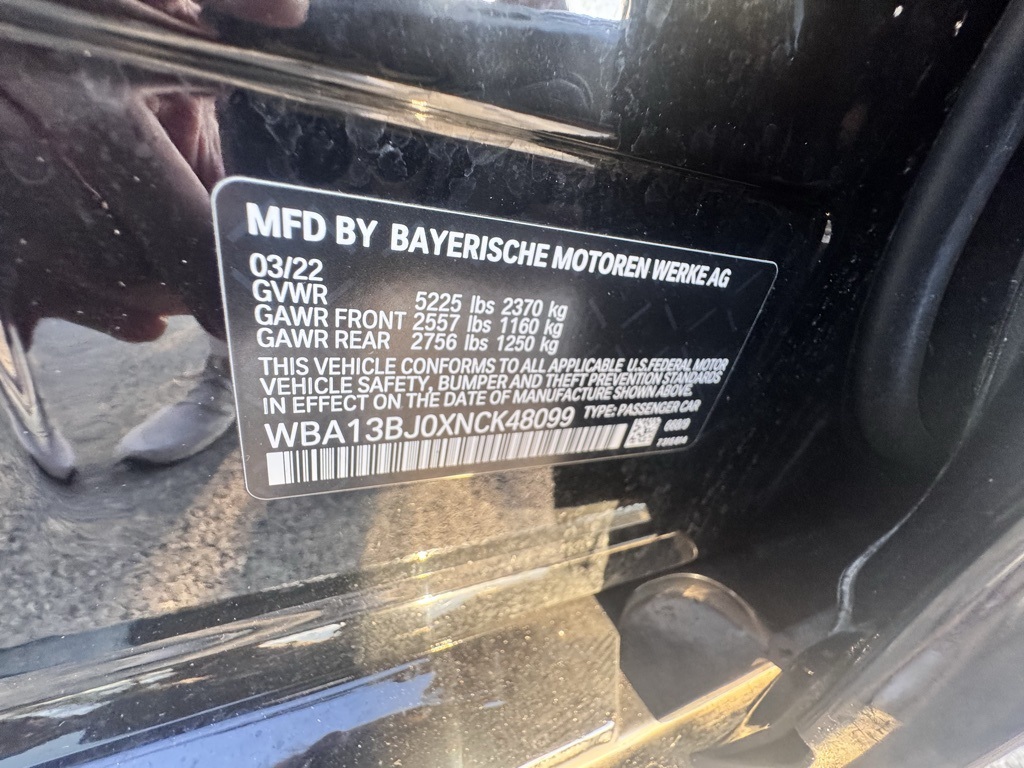 MFD BY BAYERISCHE MOTOREN WERKE AG
03/22
GVWR 5225 lbs 2370 kg
GAWR FRONT 2557 lbs 1160 kg
GAWR REAR 2756 lbs 1250 kg
THIS VEHICLE CONFORMS TO ALL APPLICABLE U.S.FEDERAL MOTOR
VEHICLE SAFETY, BUMPER AND THEFT PREVENTION STANDARDS
IN EFFECT ON THE DATE OF MANUFACTURE SHOWN ABOVE.
WBA13BJ0XNCK48099 TYPE: PASSENGER CAR